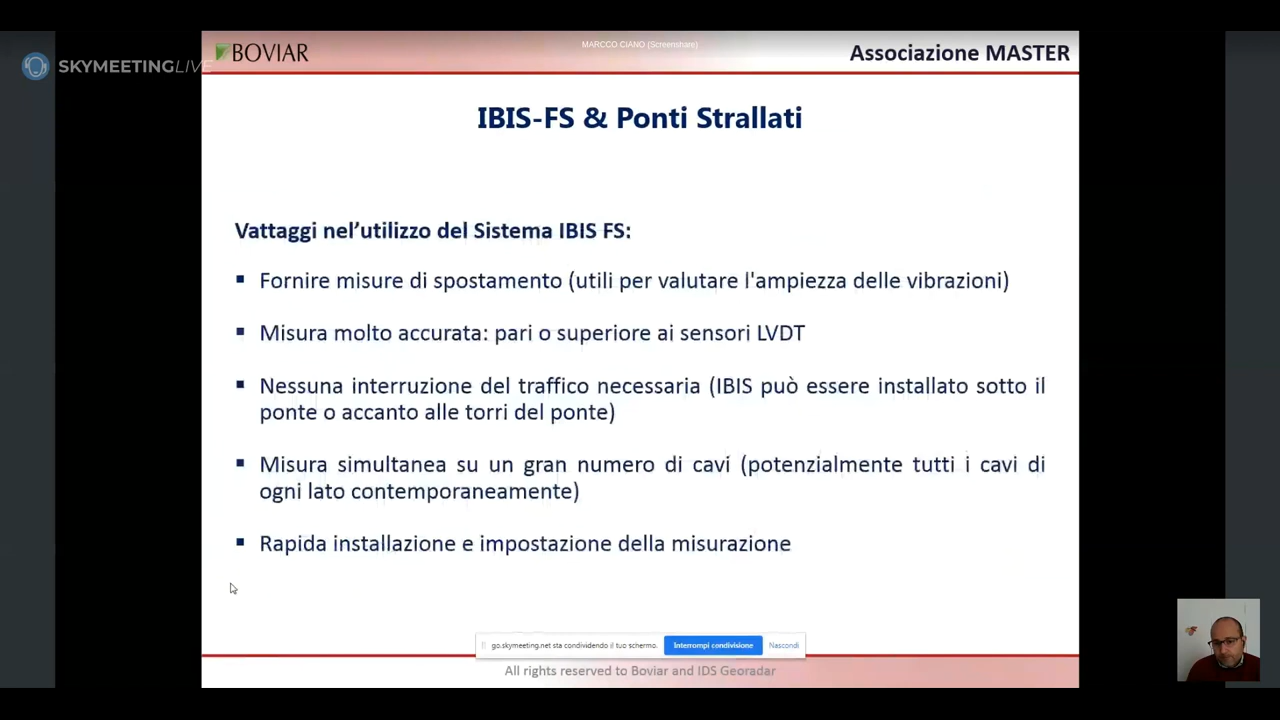 BOVIAR
MARCCO CIANO (Screenshare)
Associazione MASTER
SKYMEETINGLIVE
IBIS-FS & Ponti Strallati
Vattaggi nel’utilizzo del Sistema IBIS FS:
▪ Fornire misure di spostamento (utili per valutare l'ampiezza delle vibrazioni)
▪ Misura molto accurata: pari o superiore ai sensori LVDT
▪ Nessuna interruzione del traffico necessaria (IBIS può essere installato sotto il
ponte o accanto alle torri del ponte)
▪ Misura simultanea su un gran numero di cavi (potenzialmente tutti i cavi di
ogni lato contemporaneamente)
▪ Rapida installazione e impostazione della misurazione
go.skymeeting.net sta condividendo il tuo schermo.
Interrompi condivisione
Nascondi
All rights reserved to Boviar and IDS Georadar